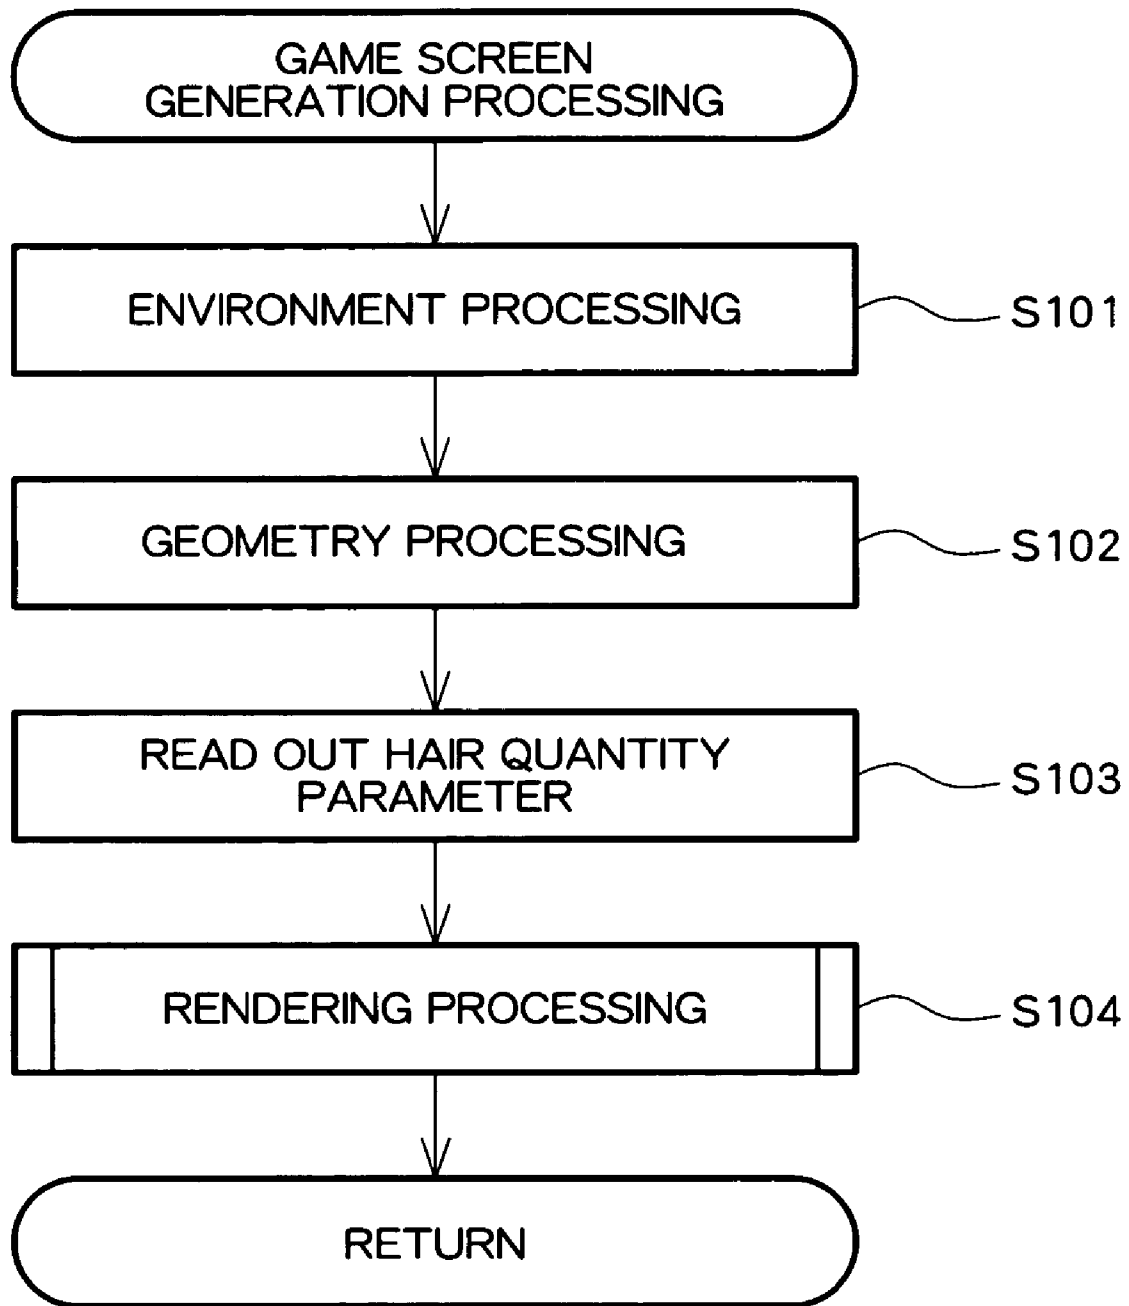 GAME SCREEN
GENERATION PROCESSING
ENVIRONMENT PROCESSING
S101
GEOMETRY PROCESSING
S102
READ OUT HAIR QUANTITY
PARAMETER
S103
RENDERING PROCESSING
S104
RETURN